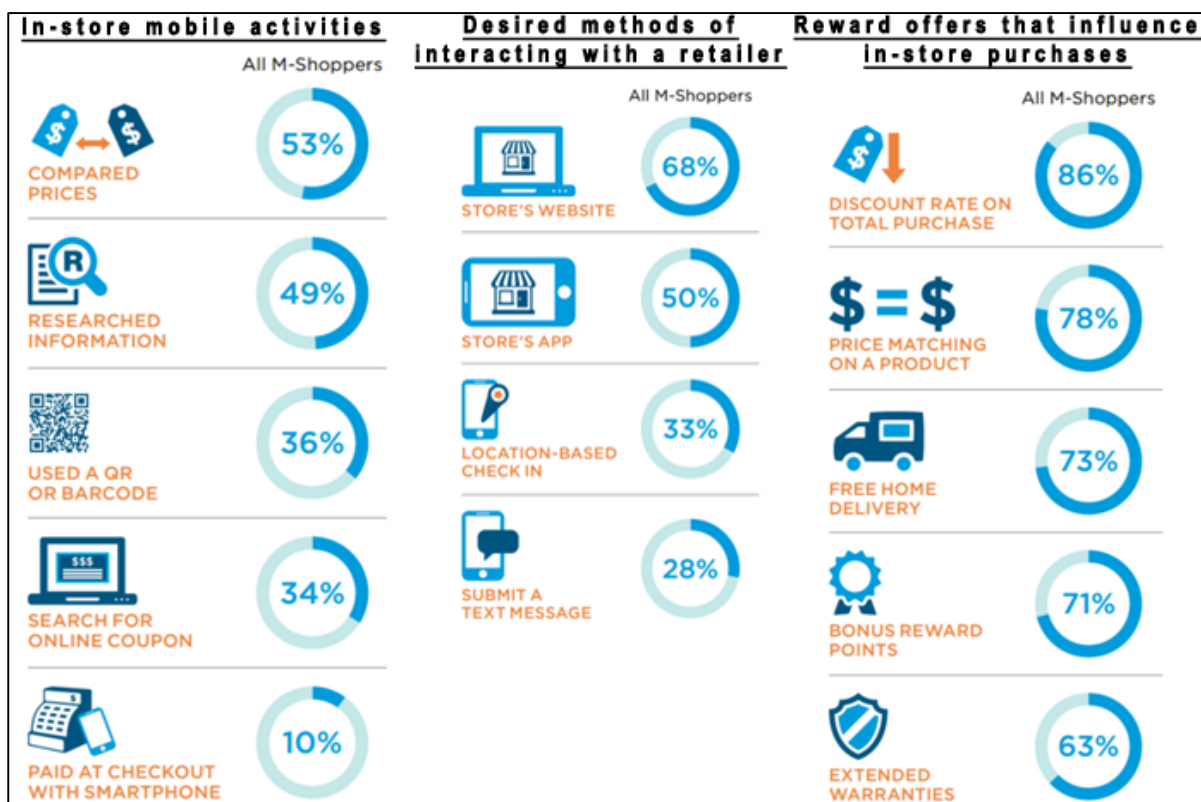 In-store mobile activities
All M-Shoppers
$ $
53%
COMPARED
PRICES
R
49%
RESEARCHED
INFORMATION
36%
USED A QR
OR BARCODE
$$$
34%
SEARCH FOR
ONLINE COUPON
$
10%
PAID AT CHECKOUT
WITH SMARTPHONE
Desired methods of
interacting with a retailer
All M-Shoppers
68%
STORE'S WEBSITE
50%
STORE'S APP
33%
LOCATION-BASED
CHECK IN
28%
SUBMIT A
TEXT MESSAGE
Reward offers that influence
in-store purchases
All M-Shoppers
$
86%
DISCOUNT RATE ON
TOTAL PURCHASE
$ = $
78%
PRICE MATCHING
ON A PRODUCT
73%
FREE HOME
DELIVERY
71%
BONUS REWARD
POINTS
63%
EXTENDED
WARRANTIES